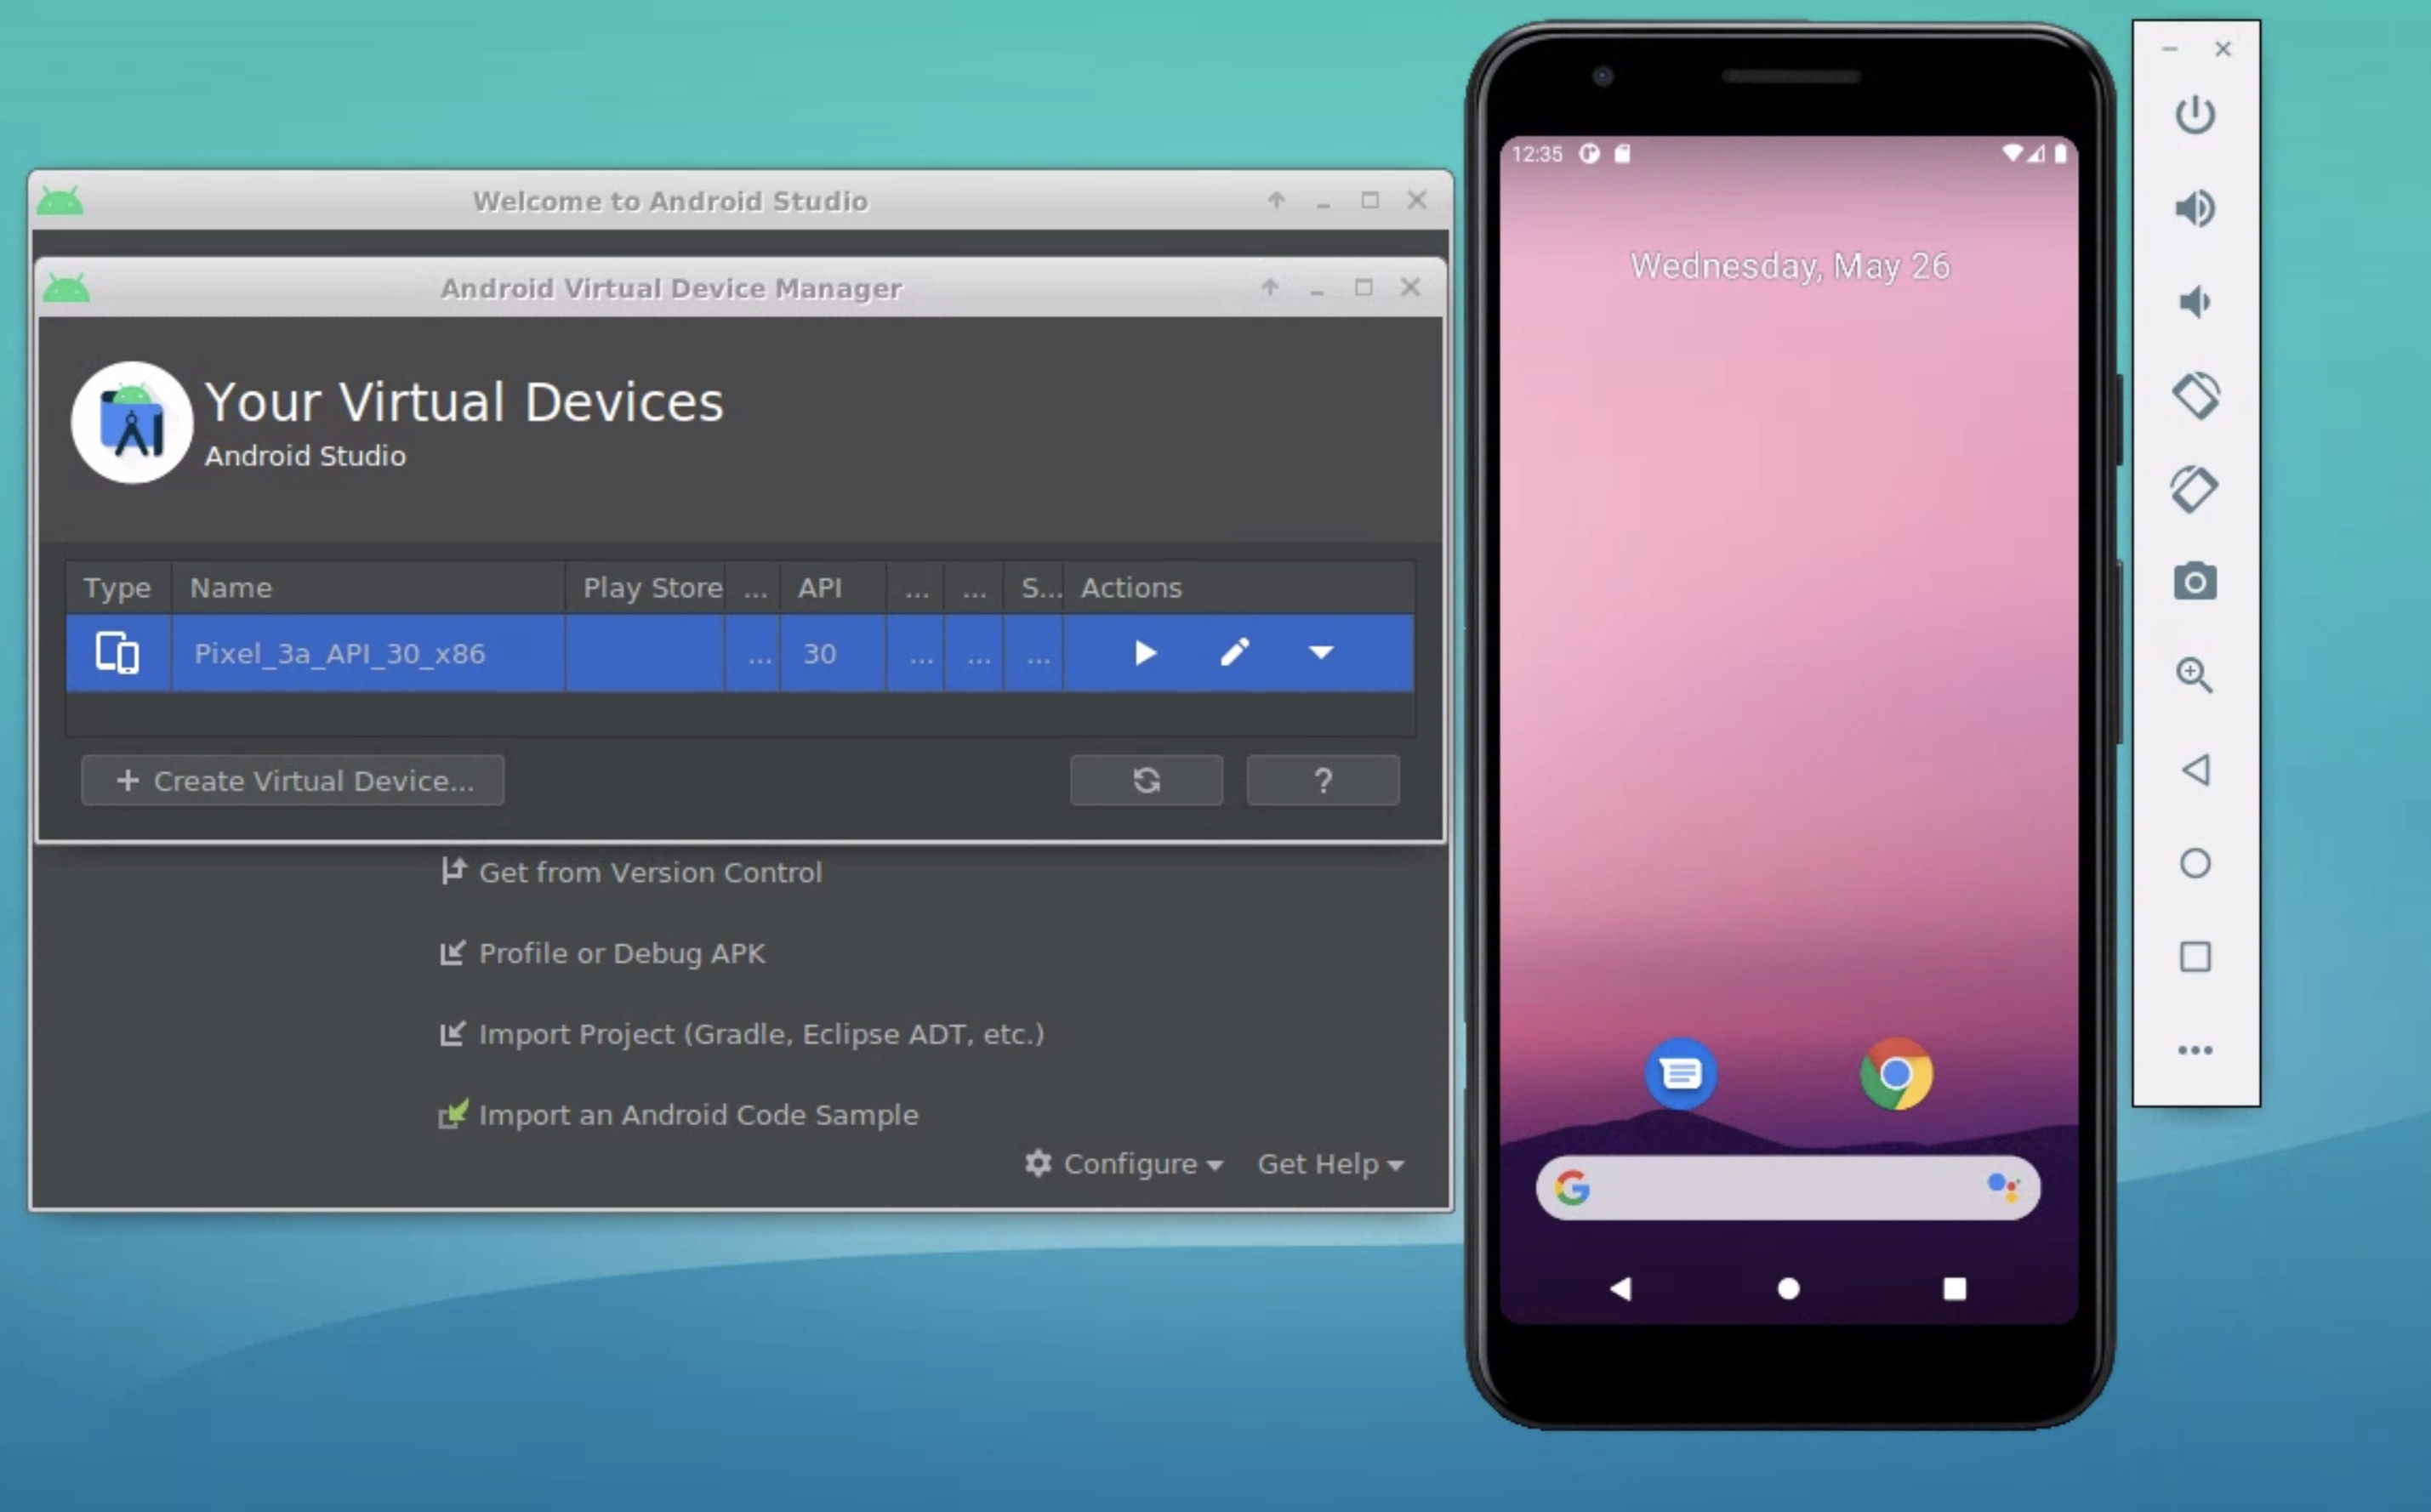 Welcome to Android Studio
Android Virtual Device Manager
Your Virtual Devices
Android Studio
Type Name Play Store ... API ... ... S... Actions
Pixel_3a_API_30_x86 ... 30 ... ... ...
+ Create Virtual Device...
?
Get from Version Control
Profile or Debug APK
Import Project (Gradle, Eclipse ADT, etc.)
Import an Android Code Sample
Configure Get Help
12:35
Wednesday, May 26